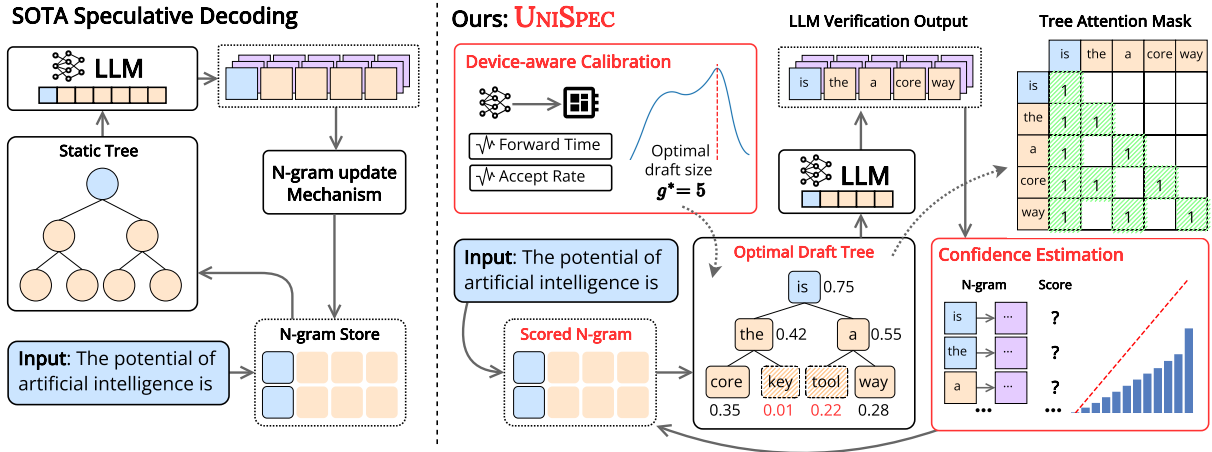 SOTA Speculative Decoding
LLM
Static Tree
N-gram update
Mechanism
Input: The potential of
artificial intelligence is
N-gram Store
Ours: UNISPEC
Device-aware Calibration
Forward Time
Accept Rate
Optimal
draft size
g*= 5
Input: The potential of
artificial intelligence is
Scored N-gram
LLM Verification Output
is the a core way
LLM
Optimal Draft Tree
is 0.75
the 0.42 a 0.55
core key tool way
0.35 0.01 0.22 0.28
Tree Attention Mask
is the a core way
is 1
the 1 1
a 1 1
core 1 1 1
way 1 1 1
Confidence Estimation
N-gram Score
is ... ?
the ... ?
a ... ?
... ...